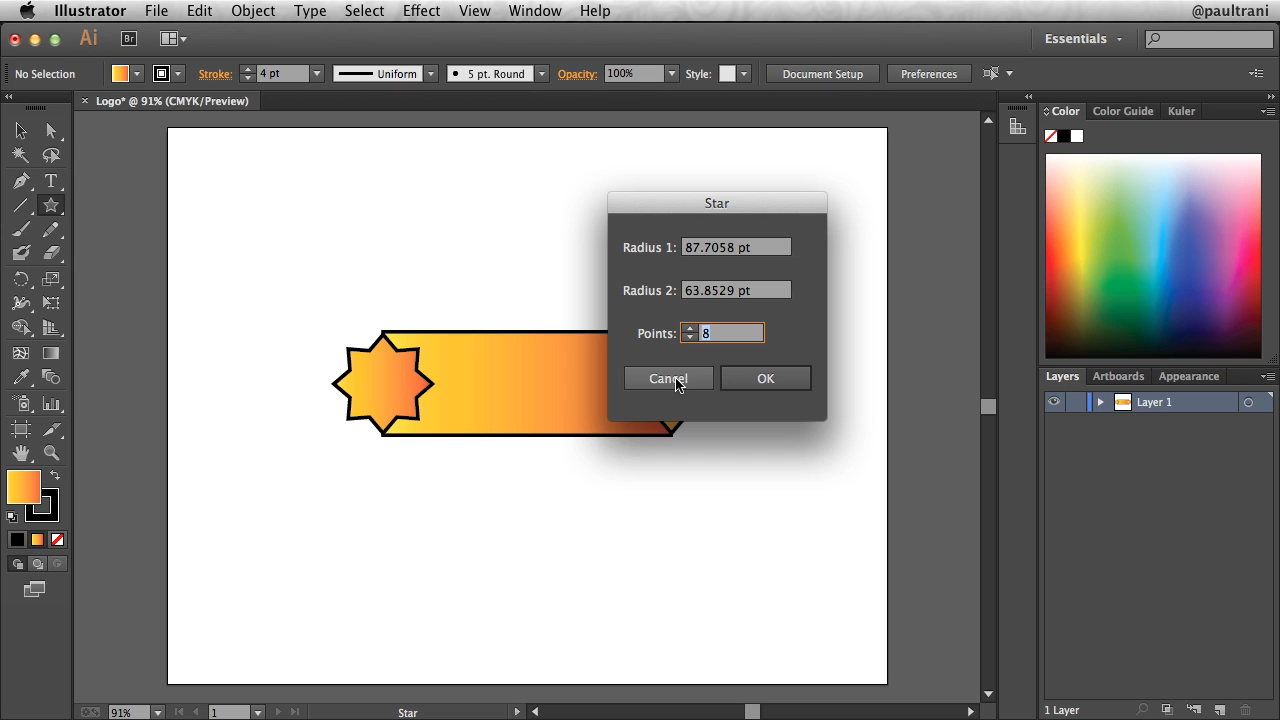 Illustrator File Edit Object Type Select Effect View Window Help @paultrani
Ai Br Essentials
No Selection Stroke: 4 pt Uniform 5 pt. Round Opacity: 100% Style: Document Setup Preferences
Logo* @ 91% (CMYK/Preview)
Color Color Guide Kuler
Star
Radius 1: 87.7058 pt
Radius 2: 63.8529 pt
Points: 8
Cancel OK
Layers Artboards Appearance
Layer 1
1 Layer
91% 1 Star